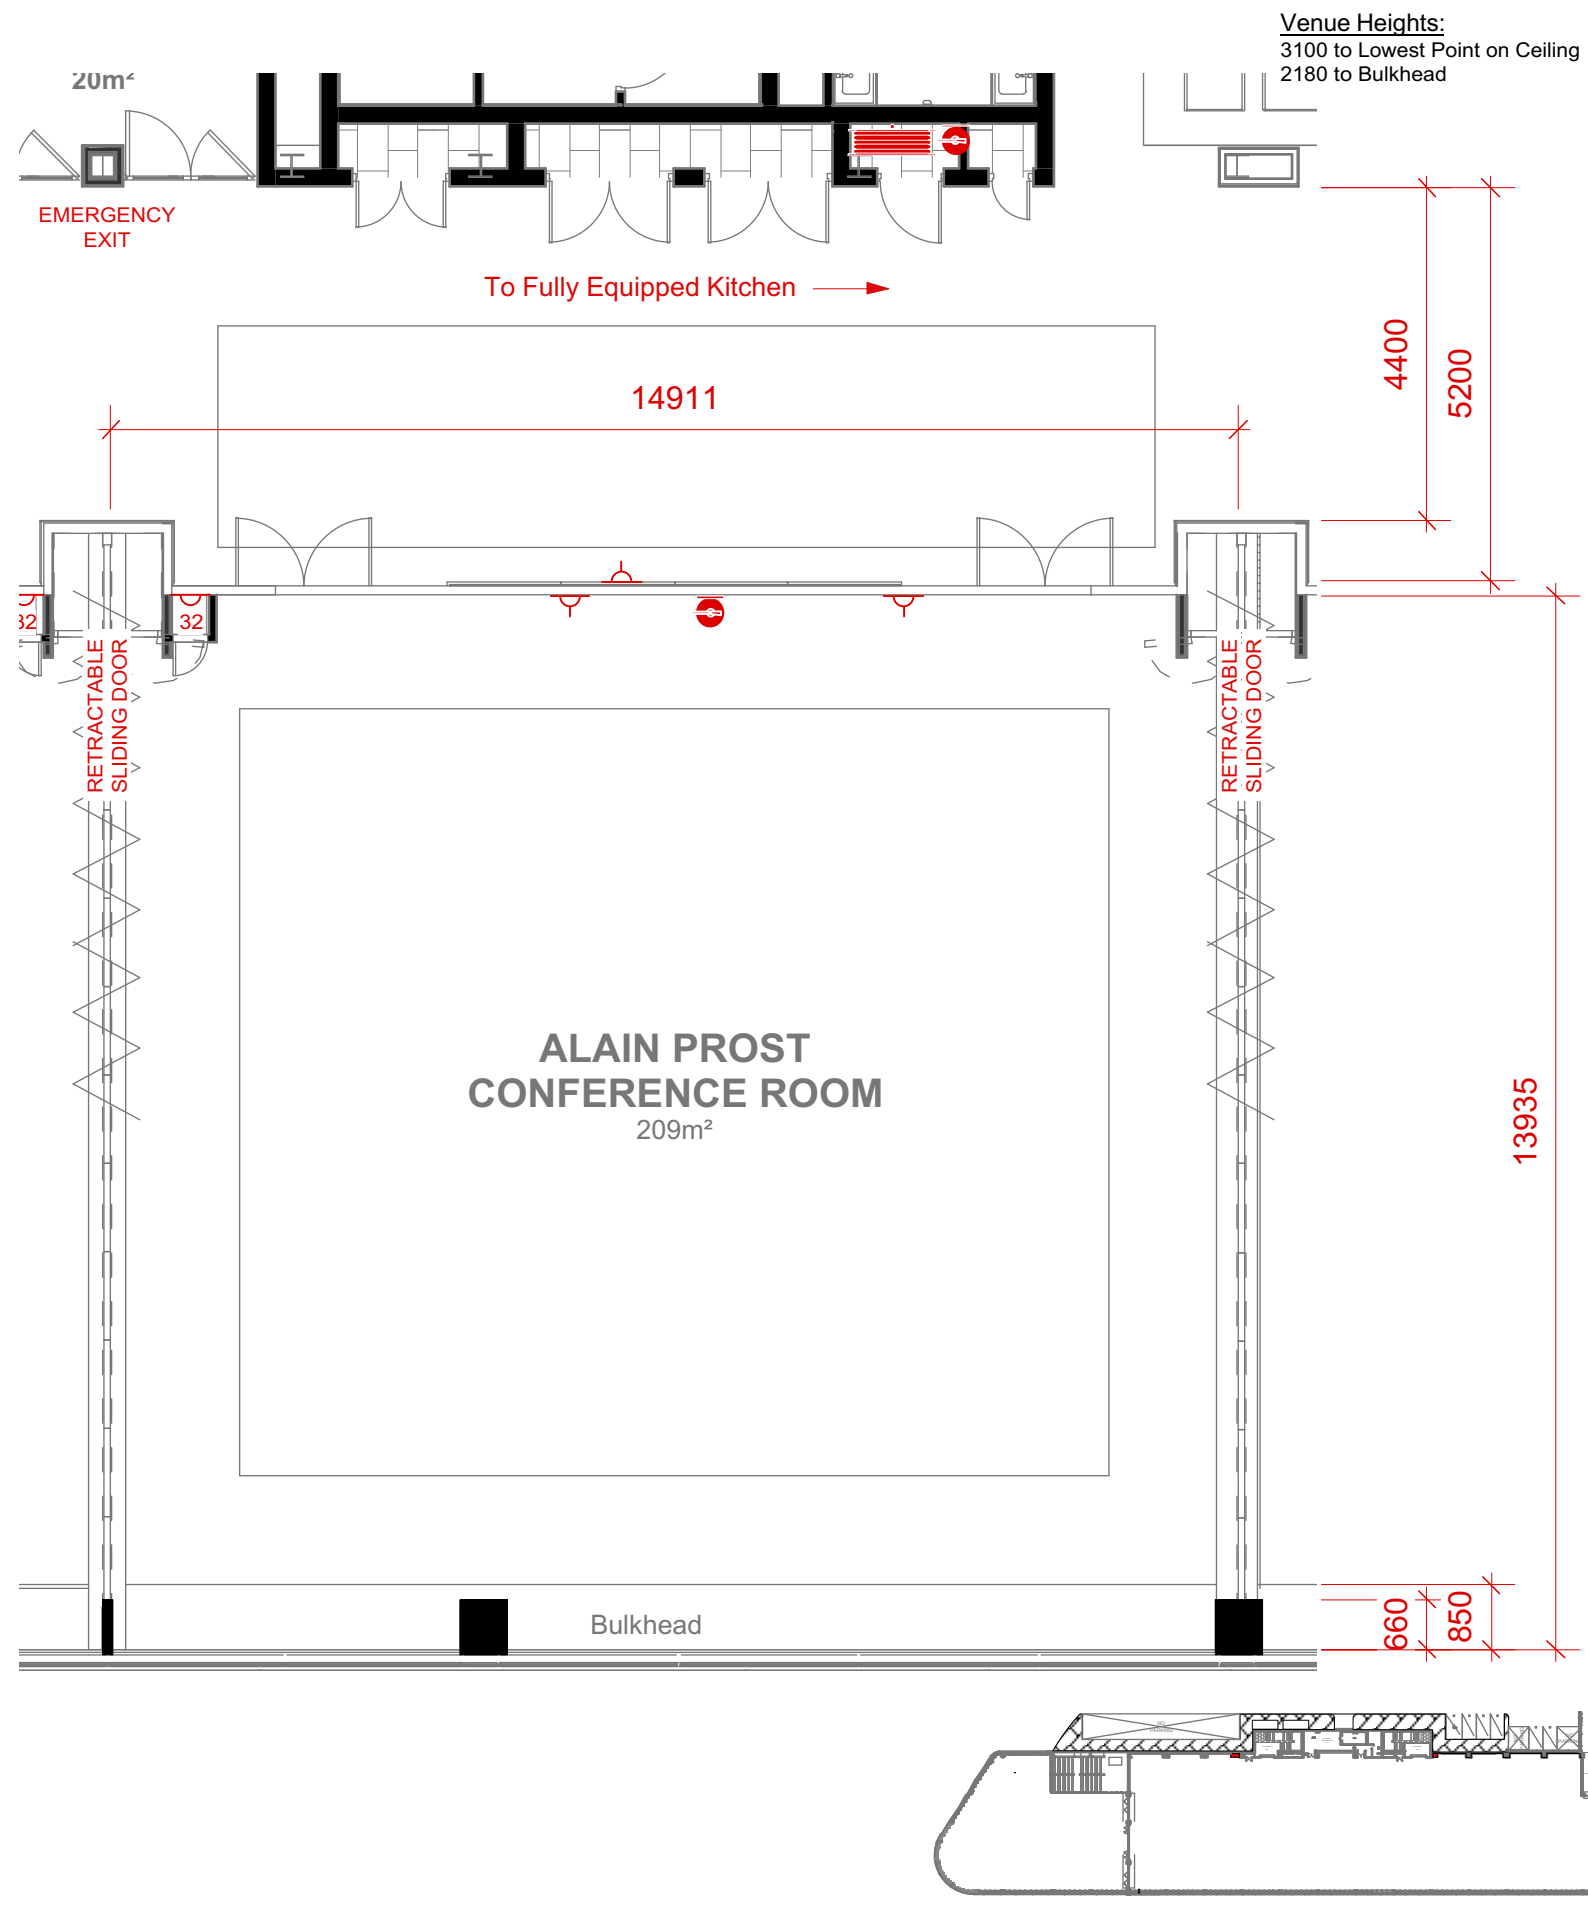 Venue Heights:
3100 to Lowest Point on Ceiling
2180 to Bulkhead
20m²
EMERGENCY
EXIT
To Fully Equipped Kitchen
4400
5200
14911
32
32
RETRACTABLE
SLIDING DOOR
RETRACTABLE
SLIDING DOOR
ALAIN PROST
CONFERENCE ROOM
209m²
13935
Bulkhead
660
850
NO
PARKING